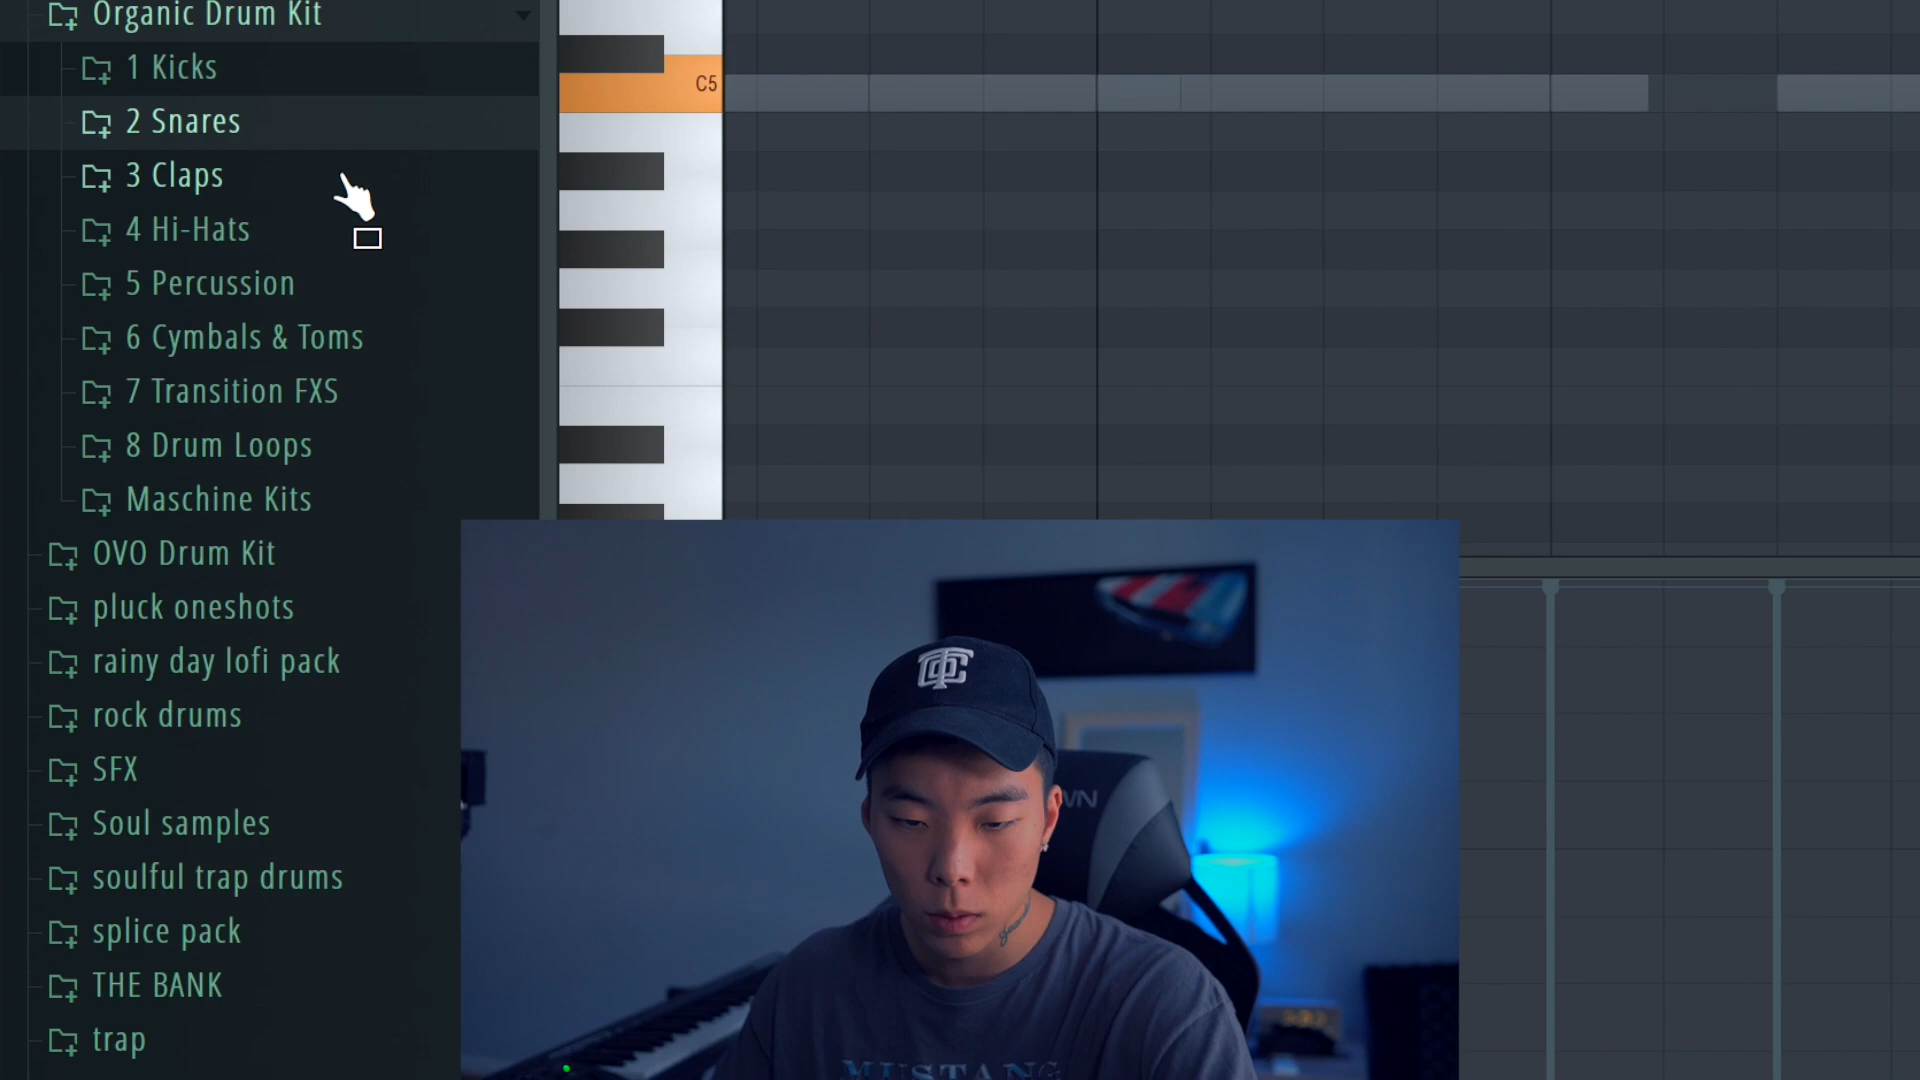 Organic Drum Kit
1 Kicks
2 Snares
3 Claps
4 Hi-Hats
5 Percussion
6 Cymbals & Toms
7 Transition FXS
8 Drum Loops
Maschine Kits
OVO Drum Kit
pluck oneshots
rainy day lofi pack
rock drums
SFX
Soul samples
soulful trap drums
splice pack
THE BANK
trap
C5
MUSTANG